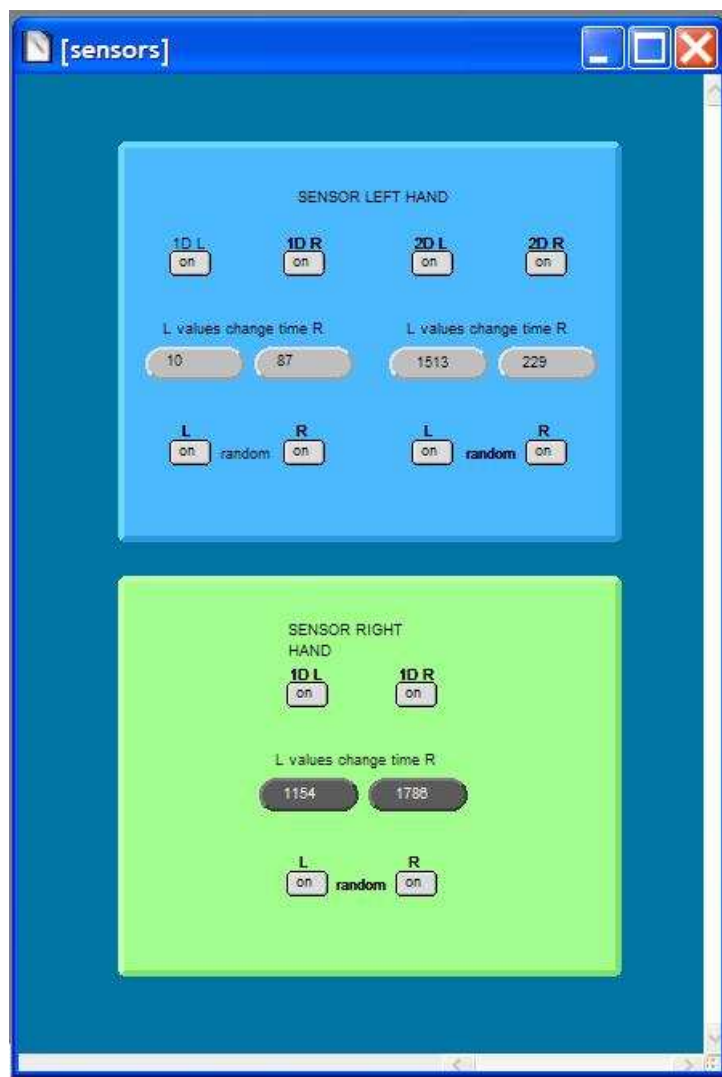 [sensors]
SENSOR LEFT HAND
1D L 1D R 2D L 2D R
on on on on
L values change time R L values change time R
10 87 1513 229
L R L R
on random on on random on
SENSOR RIGHT
HAND
1D L 1D R
on on
L values change time R
1154 1786
L R
on random on